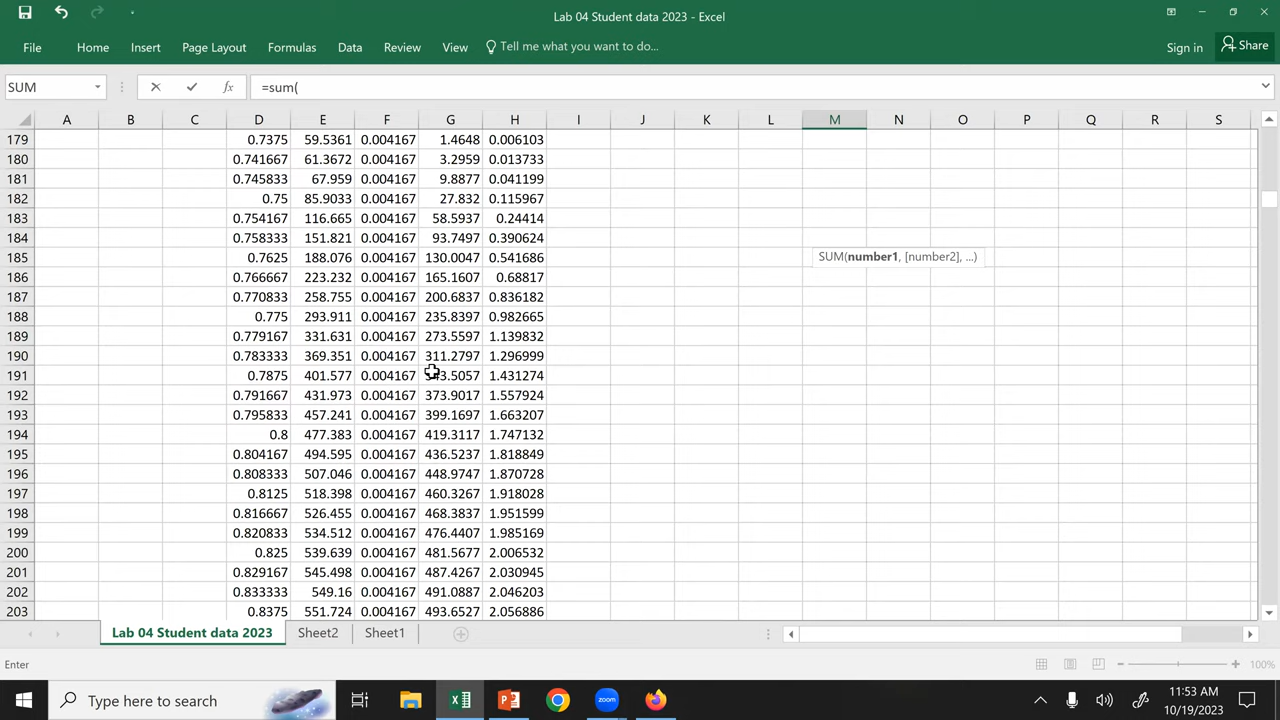 Lab 04 Student data 2023 - Excel
File Home Insert Page Layout Formulas Data Review View Tell me what you want to do... Sign in Share
SUM fx =sum(
A B C D E F G H I J K L M N O P Q R S
179 0.7375 59.5361 0.004167 1.4648 0.006103
180 0.741667 61.3672 0.004167 3.2959 0.013733
181 0.745833 67.959 0.004167 9.8877 0.041199
182 0.75 85.9033 0.004167 27.832 0.115967
183 0.754167 116.665 0.004167 58.5937 0.24414
184 0.758333 151.821 0.004167 93.7497 0.390624
185 0.7625 188.076 0.004167 130.0047 0.541686 SUM(number1, [number2], ...)
186 0.766667 223.232 0.004167 165.1607 0.68817
187 0.770833 258.755 0.004167 200.6837 0.836182
188 0.775 293.911 0.004167 235.8397 0.982665
189 0.779167 331.631 0.004167 273.5597 1.139832
190 0.783333 369.351 0.004167 311.2797 1.296999
191 0.7875 401.577 0.004167 1.431274
192 0.791667 431.973 0.004167 373.9017 1.557924
193 0.795833 457.241 0.004167 399.1697 1.663207
194 0.8 477.383 0.004167 419.3117 1.747132
195 0.804167 494.595 0.004167 436.5237 1.818849
196 0.808333 507.046 0.004167 448.9747 1.870728
197 0.8125 518.398 0.004167 460.3267 1.918028
198 0.816667 526.455 0.004167 468.3837 1.951599
199 0.820833 534.512 0.004167 476.4407 1.985169
200 0.825 539.639 0.004167 481.5677 2.006532
201 0.829167 545.498 0.004167 487.4267 2.030945
202 0.833333 549.16 0.004167 491.0887 2.046203
203 0.8375 551.724 0.004167 493.6527 2.056886
Lab 04 Student data 2023 Sheet2 Sheet1
Enter 100%
Type here to search zoom 11:53 AM
10/19/2023